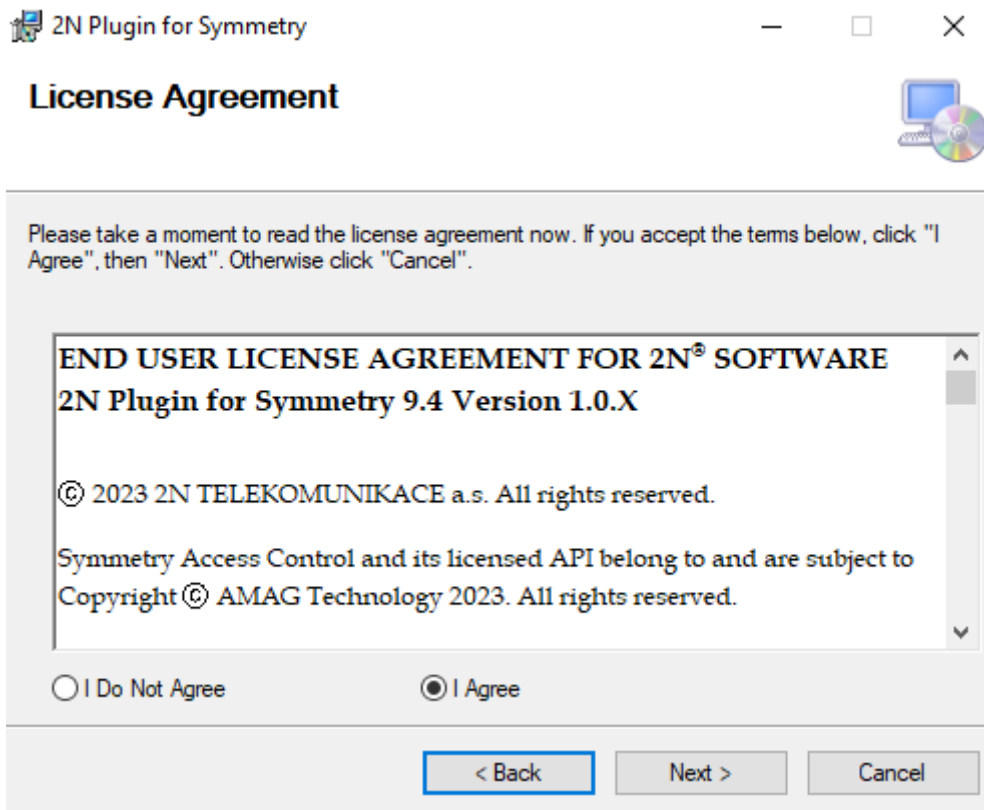 2N Plugin for Symmetry
License Agreement
Please take a moment to read the license agreement now. If you accept the terms below, click "I
Agree", then "Next". Otherwise click "Cancel".
END USER LICENSE AGREEMENT FOR 2N® SOFTWARE
2N Plugin for Symmetry 9.4 Version 1.0.X
© 2023 2N TELEKOMUNIKACE a.s. All rights reserved.
Symmetry Access Control and its licensed API belong to and are subject to
Copyright © AMAG Technology 2023. All rights reserved.
I Do Not Agree
I Agree
< Back
Next >
Cancel